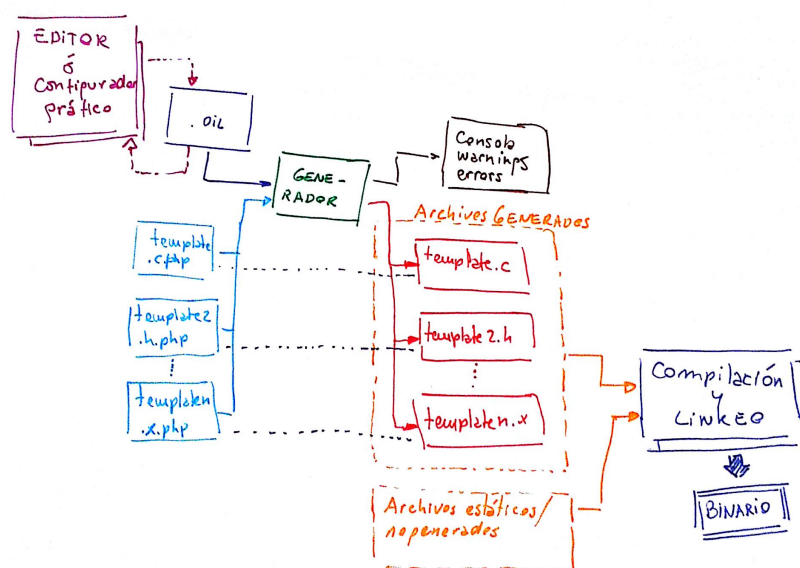 EDITOR
ó
Configurador
prático
.OIL
GENE-
RADOR
Consola
warnings
errors
Archivos GENERADOS
template
.c.php
template.c
template2
.h.php
template2.h
templaten
.x.php
templaten.x
Compilación
y
LINKEO
BINARIO
Archivos estáticos/
no generados